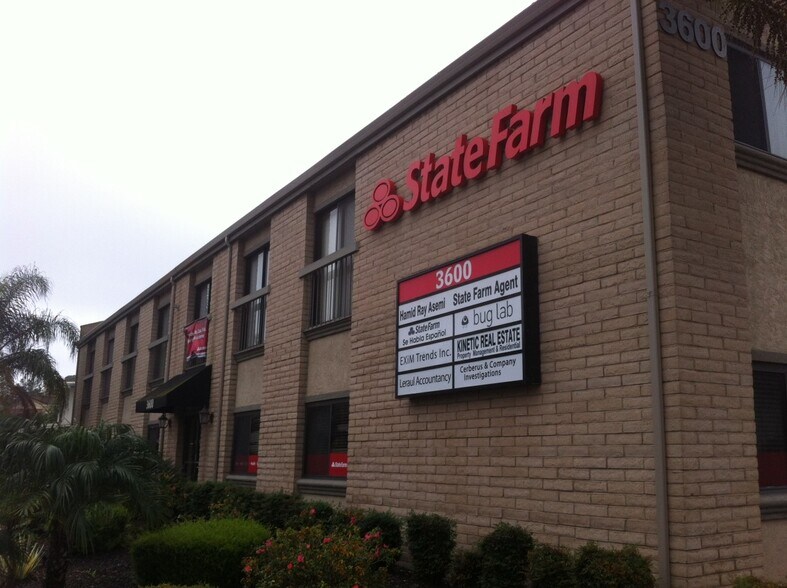 3600
StateFarm
3600
Hamid Ray Asemi State Farm Agent
StateFarm
Se Habla Español
bug lab
EXiM Trends Inc.
KINETIC REAL ESTATE
Property Management & Residential
Leraul Accountancy
Cerberus & Company
Investigations